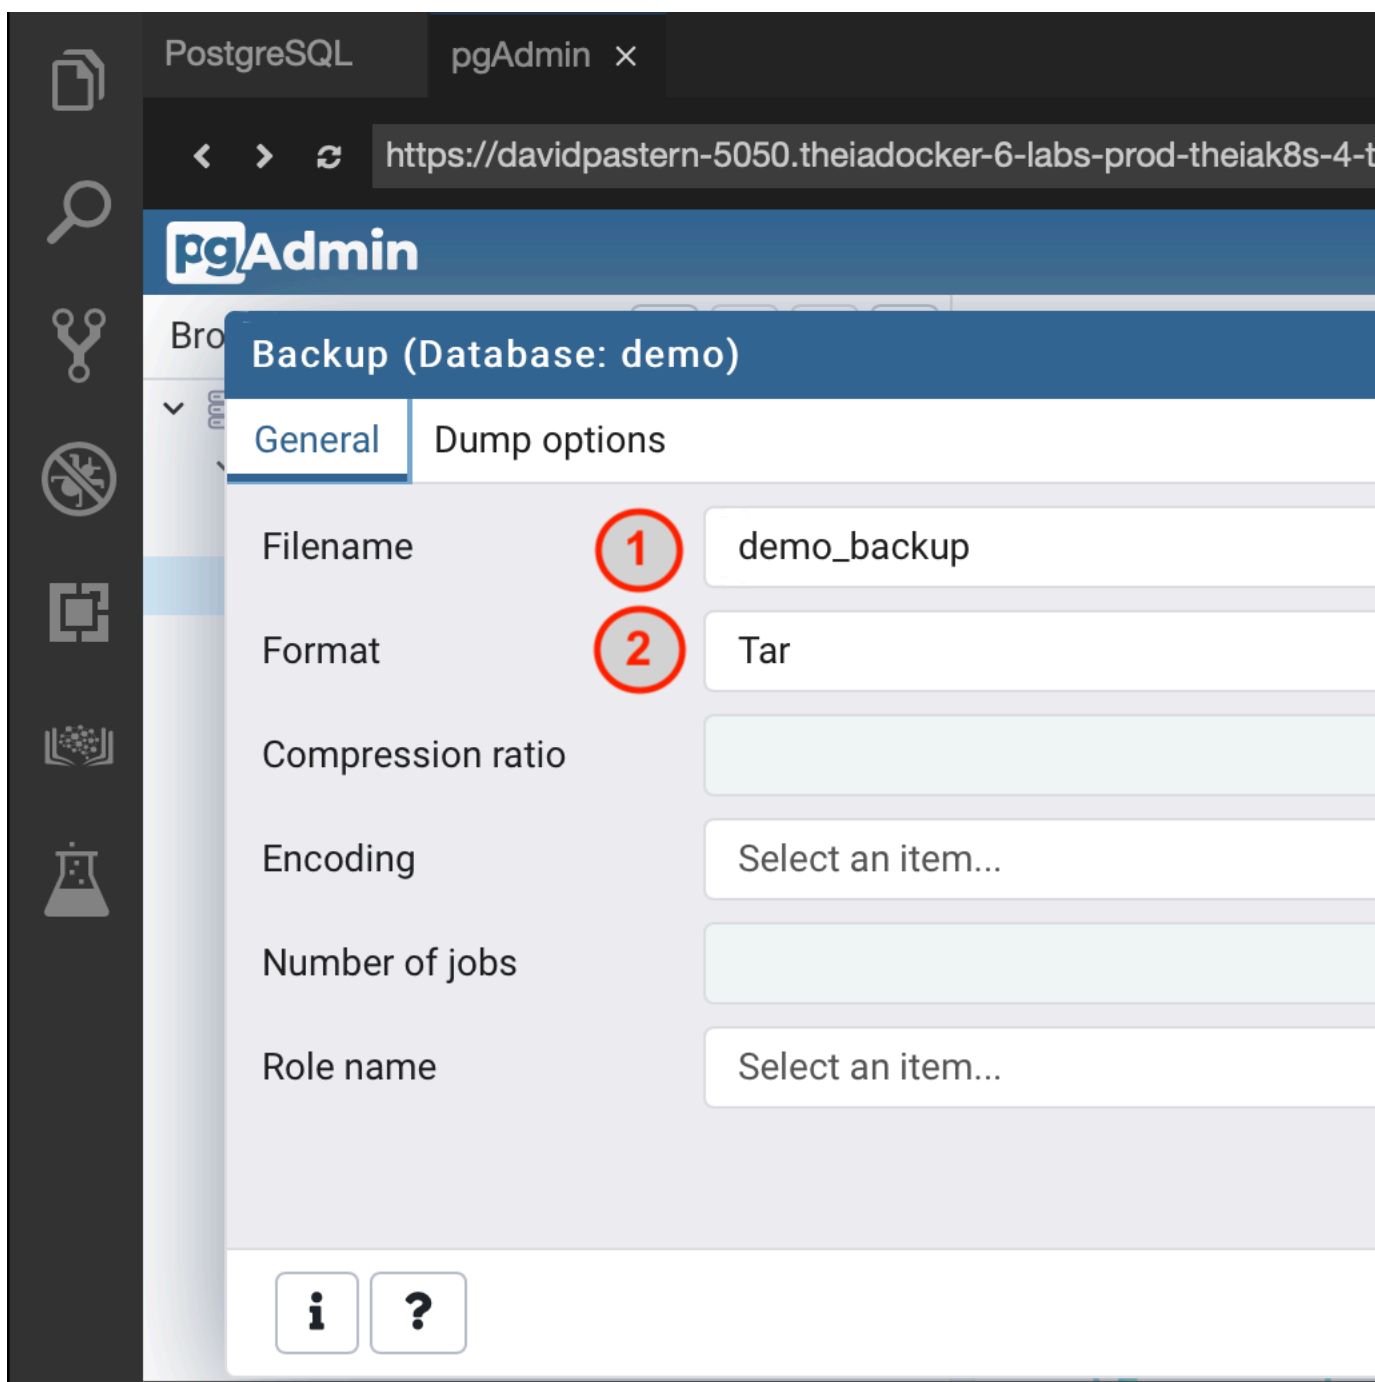 PostgreSQL
pgAdmin
https://davidpastern-5050.theiadocker-6-labs-prod-theiak8s-4-t
pgAdmin
Bro
Backup (Database: demo)
General
Dump options
Filename
1
demo_backup
Format
2
Tar
Compression ratio
Encoding
Select an item...
Number of jobs
Role name
Select an item...
i
?